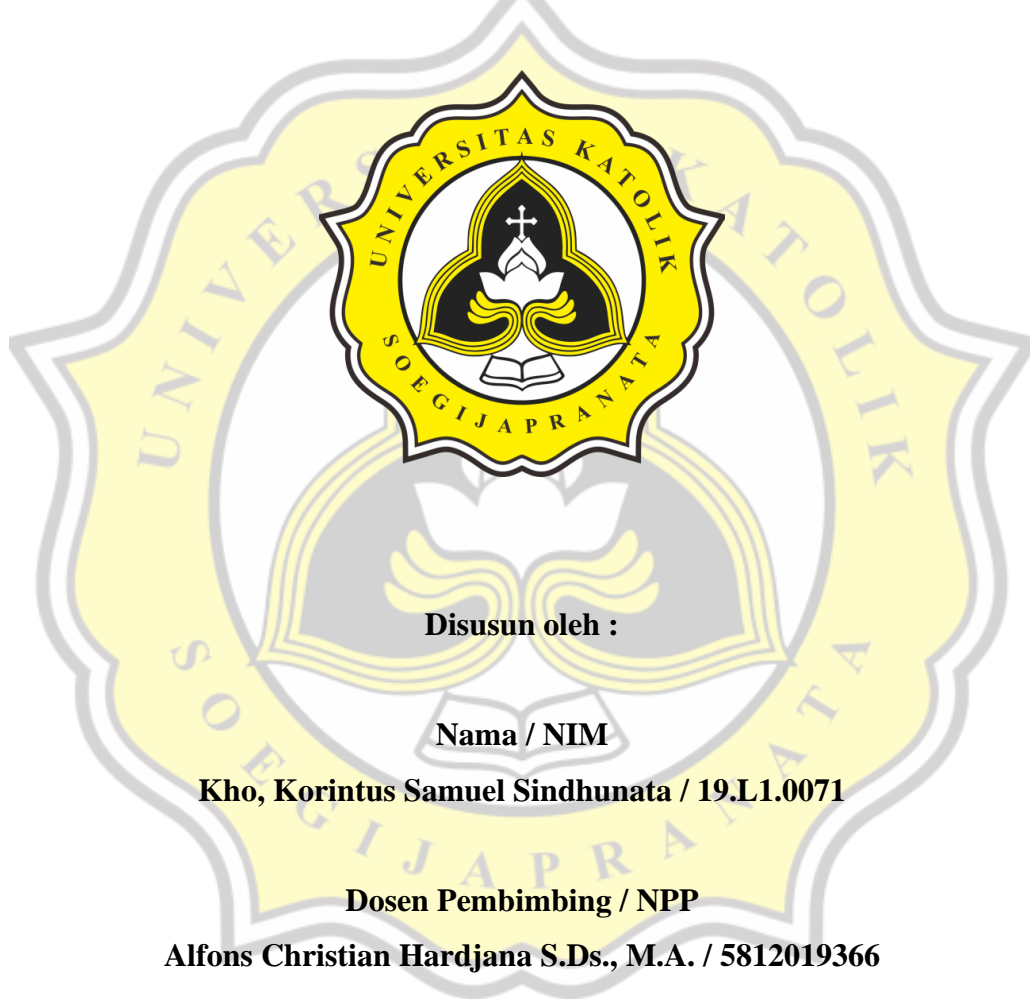 UNIVERSITAS KATOLIK
SOEGIJAPRANATA
Disusun oleh :
Nama / NIM
Kho, Korintus Samuel Sindhunata / 19.L1.0071
Dosen Pembimbing / NPP
Alfons Christian Hardjana S.Ds., M.A. / 5812019366